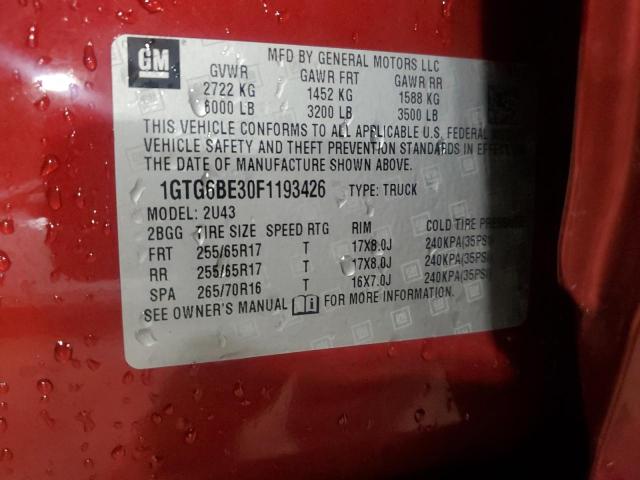 GM
MFD BY GENERAL MOTORS LLC
GVWR GAWR FRT GAWR RR
2722 KG 1452 KG 1588 KG
6000 LB 3200 LB 3500 LB
THIS VEHICLE CONFORMS TO ALL APPLICABLE U.S. FEDERAL
VEHICLE SAFETY AND THEFT PREVENTION STANDARDS IN EFFECT
THE DATE OF MANUFACTURE SHOWN ABOVE.
1GTG6BE30F1193426 TYPE: TRUCK
MODEL: 2U43
2BGG TIRE SIZE SPEED RTG RIM COLD TIRE
FRT 255/65R17 T 17X8.0J 240KPA(35PSI)
RR 255/65R17 T 17X8.0J 240KPA(35PSI)
SPA 265/70R16 T 16X7.0J 240KPA(35PSI)
SEE OWNER'S MANUAL FOR MORE INFORMATION.